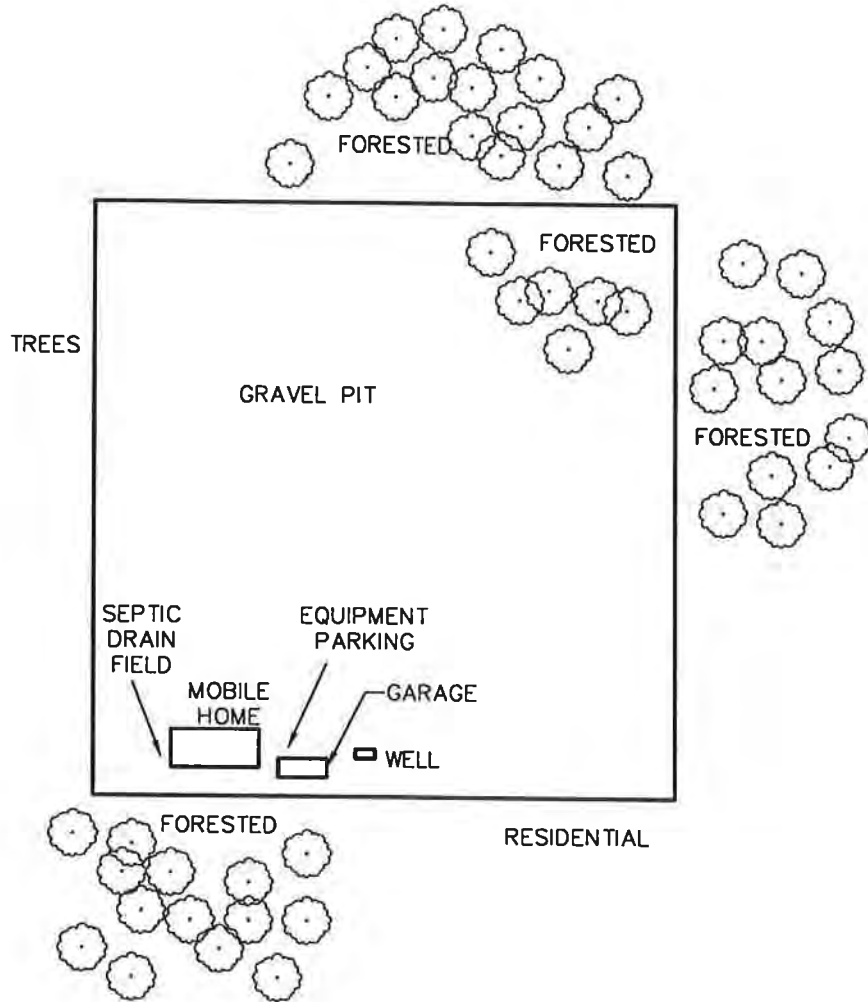 FORESTED
FORESTED
TREES
GRAVEL PIT
FORESTED
SEPTIC
DRAIN
FIELD
EQUIPMENT
PARKING
MOBILE
HOME
GARAGE
WELL
FORESTED
RESIDENTIAL